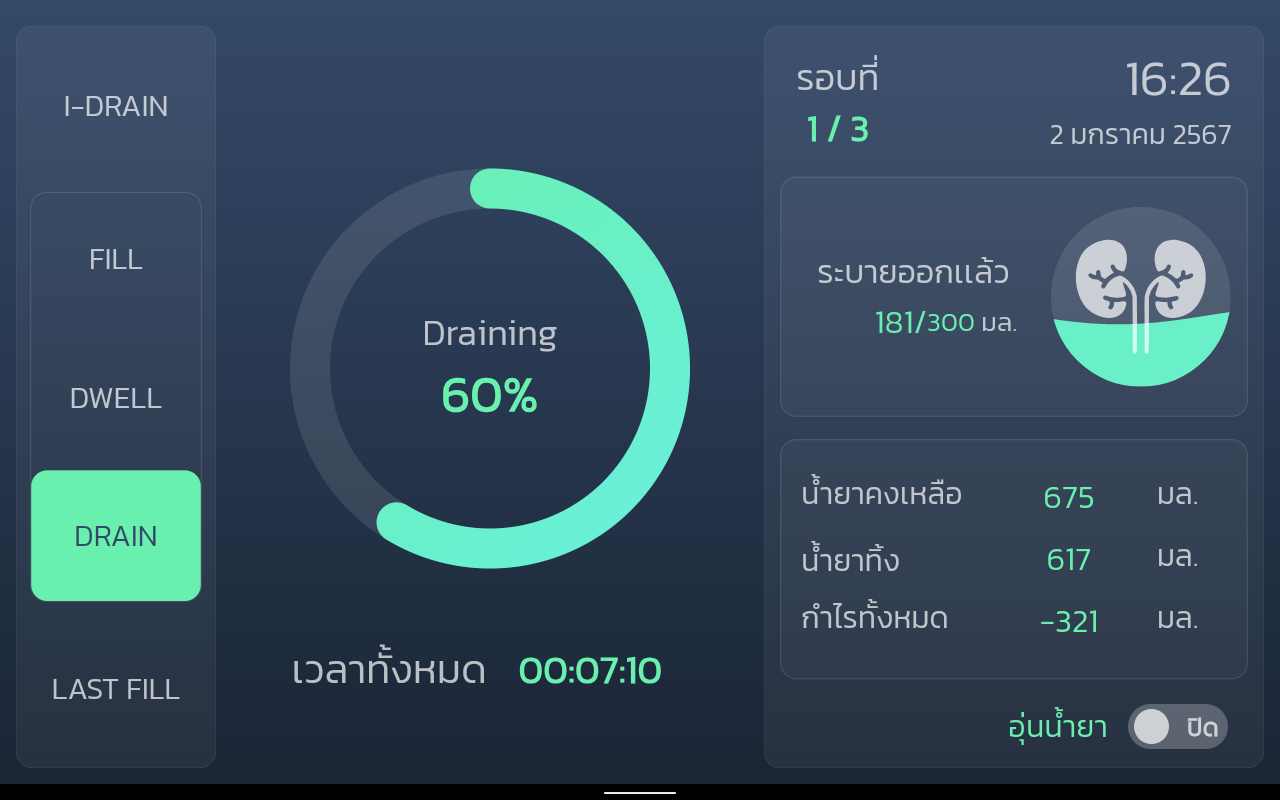 I-DRAIN
FILL
DWELL
DRAIN
LAST FILL
Draining
60%
เวลาทั้งหมด 00:07:10
รอบที่
1 / 3
16:26
2 มกราคม 2567
ระบายออกแล้ว
181/300 มล.
น้ำยาคงเหลือ 675 มล.
น้ำยาทิ้ง 617 มล.
กำไรทั้งหมด -321 มล.
อุ่นน้ำยา ปิด